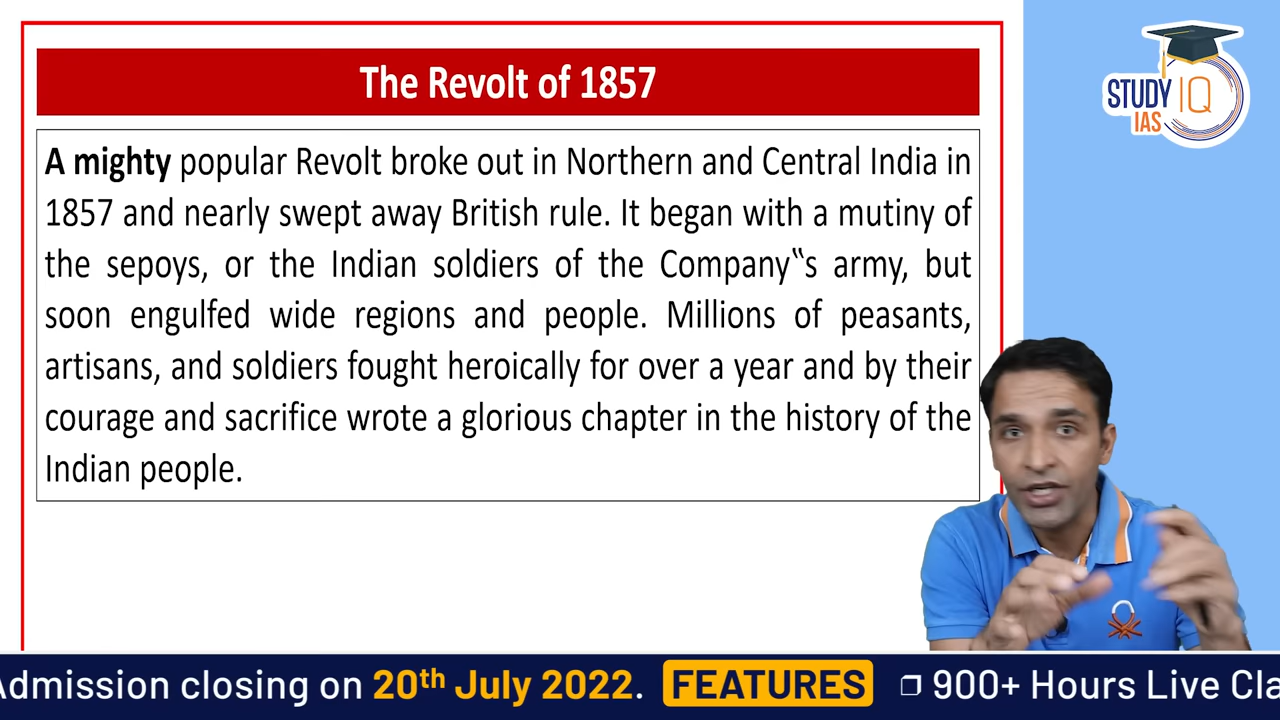 The Revolt of 1857
STUDY IQ
IAS
A mighty popular Revolt broke out in Northern and Central India in
1857 and nearly swept away British rule. It began with a mutiny of
the sepoys, or the Indian soldiers of the Company‟s army, but
soon engulfed wide regions and people. Millions of peasants,
artisans, and soldiers fought heroically for over a year and by their
courage and sacrifice wrote a glorious chapter in the history of the
Indian people.
Admission closing on 20th July 2022. FEATURES ❒ 900+ Hours Live Cla